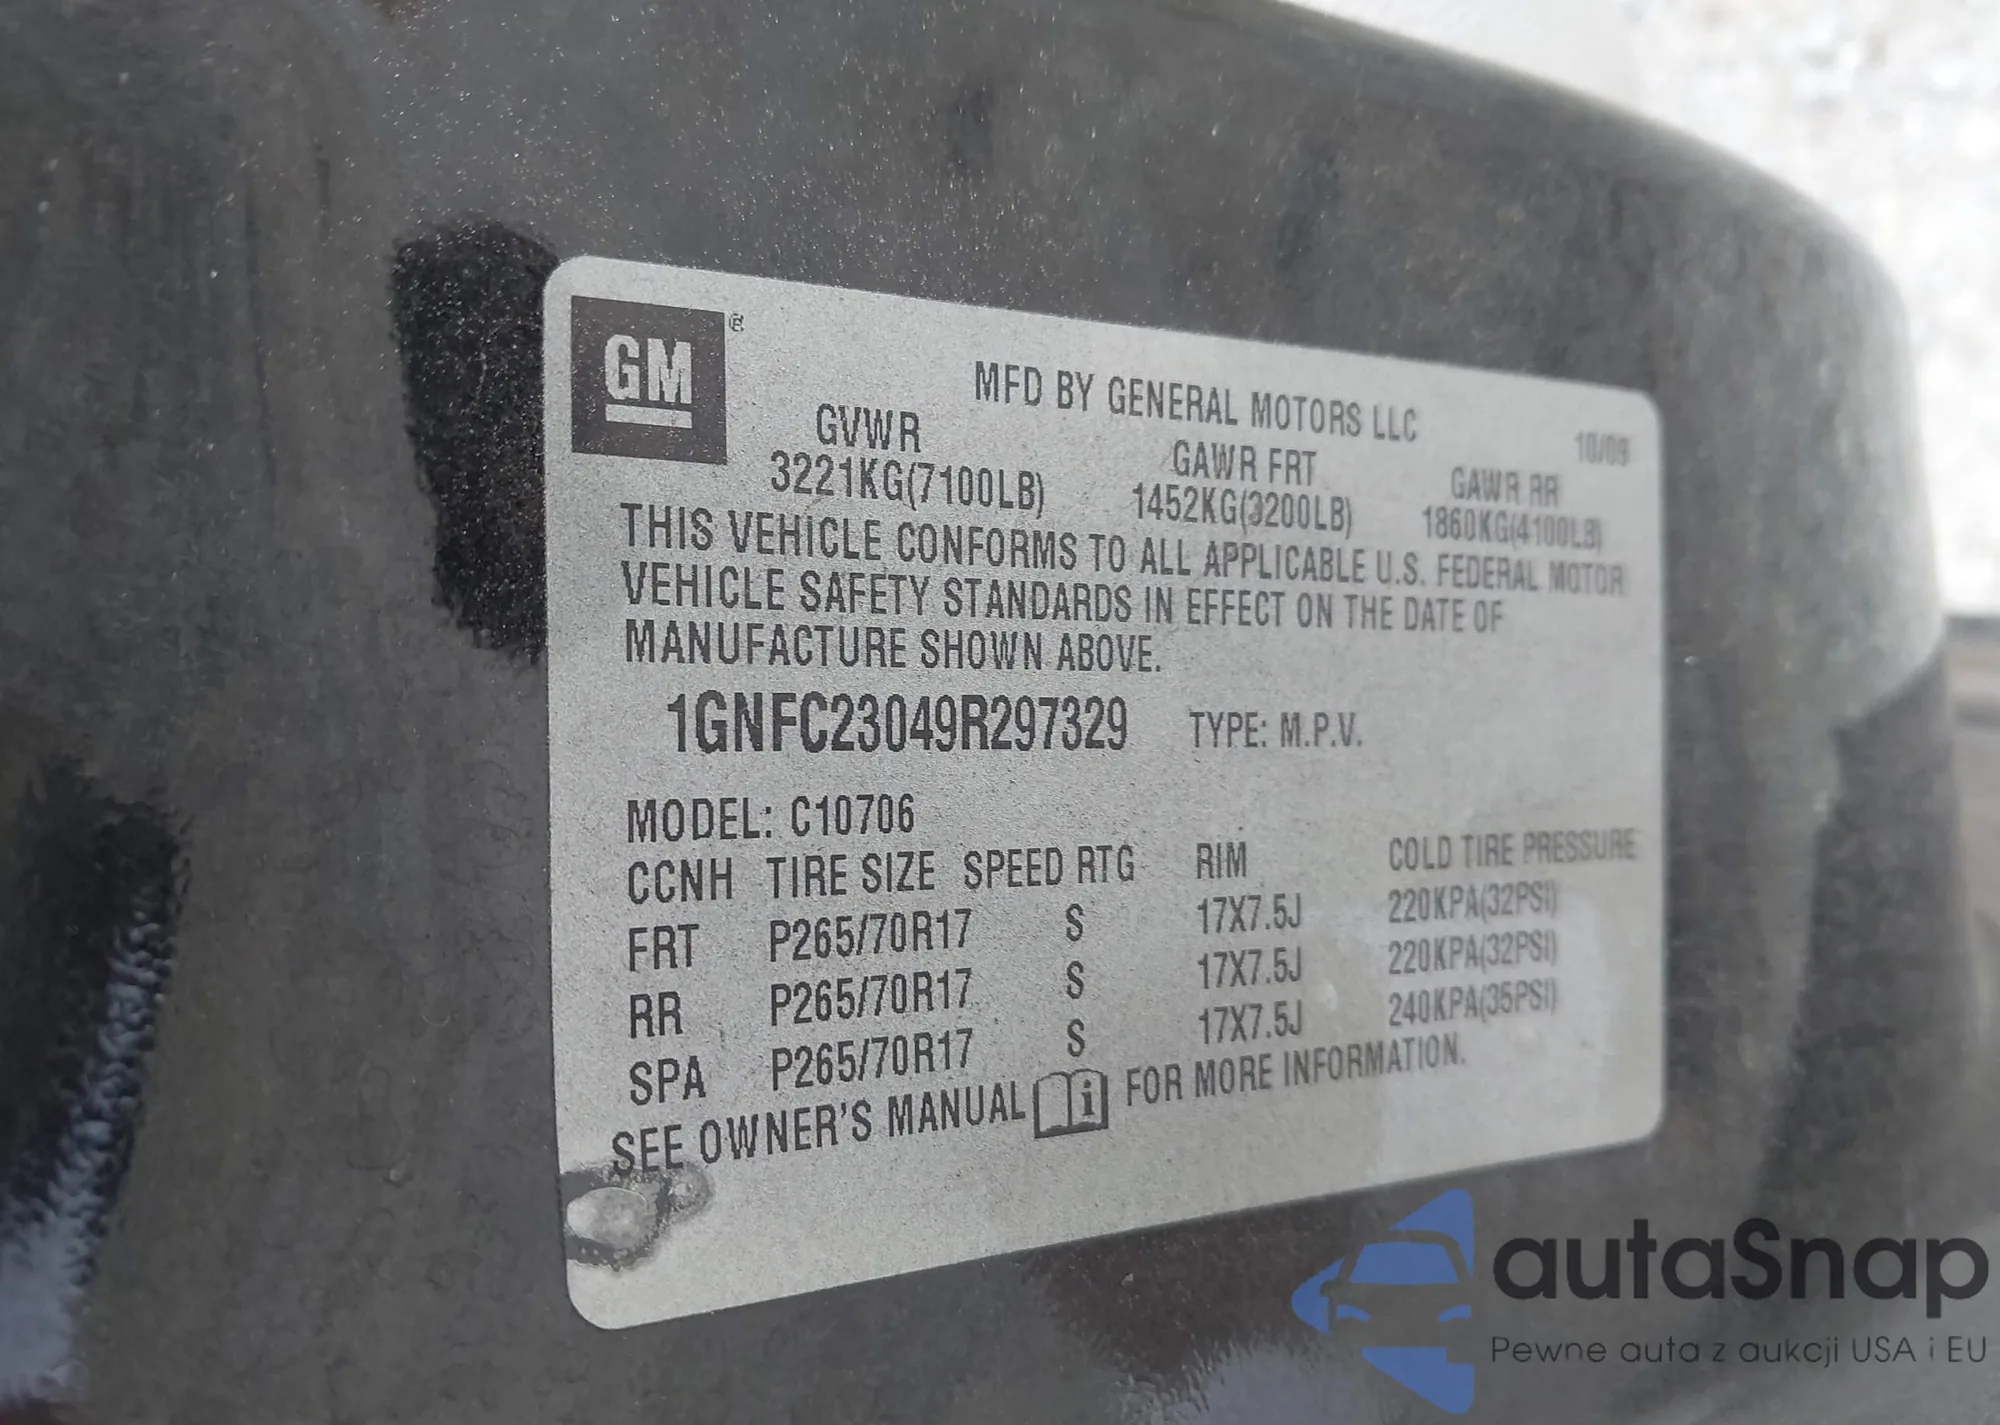 GM®
MFD BY GENERAL MOTORS LLC
10/09
GVWR GAWR FRT GAWR RR
3221KG(7100LB) 1452KG(3200LB) 1860KG(4100LB)
THIS VEHICLE CONFORMS TO ALL APPLICABLE U.S. FEDERAL MOTOR
VEHICLE SAFETY STANDARDS IN EFFECT ON THE DATE OF
MANUFACTURE SHOWN ABOVE.
1GNFC23049R297329 TYPE: M.P.V.
MODEL: C10706
CCNH TIRE SIZE SPEED RTG RIM COLD TIRE PRESSURE
FRT P265/70R17 S 17X7.5J 220KPA(32PSI)
RR P265/70R17 S 17X7.5J 220KPA(32PSI)
SPA P265/70R17 S 17X7.5J 240KPA(35PSI)
SEE OWNER'S MANUAL i FOR MORE INFORMATION.
autaSnap
Pewne auta z aukcji USA i EU